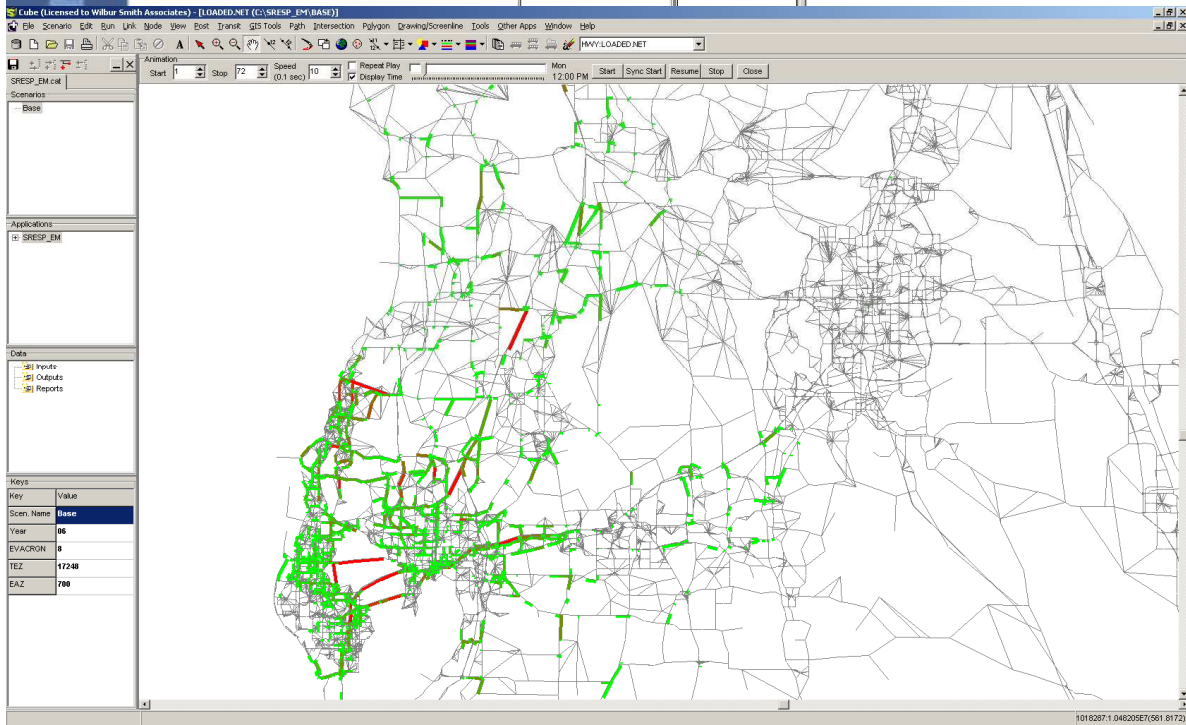 Cube (Licensed to Wilbur Smith Associates) - [LOADED.NET (C:\SRESP_EM\BASE)]
File Scenario Edit Run Link Node View Post Transit GIS Tools Path Intersection Polygon Drawing/Screenline Tools Other Apps Window Help
A HWY:LOADED.NET
Animation
Start 1 Stop 72 Speed (0.1 sec) 10 Repeat Play Display Time Mon 12:00 PM Start Sync Start Resume Stop Close
SRESP_EM.cat
Scenarios
Base
Applications
SRESP_EM
Data
Inputs
Outputs
Reports
Keys
Key Value
Scen. Name Base
Year 06
EVACRGN 8
TEZ 17248
EAZ 700
1018287:1.048205E7(561.8172)